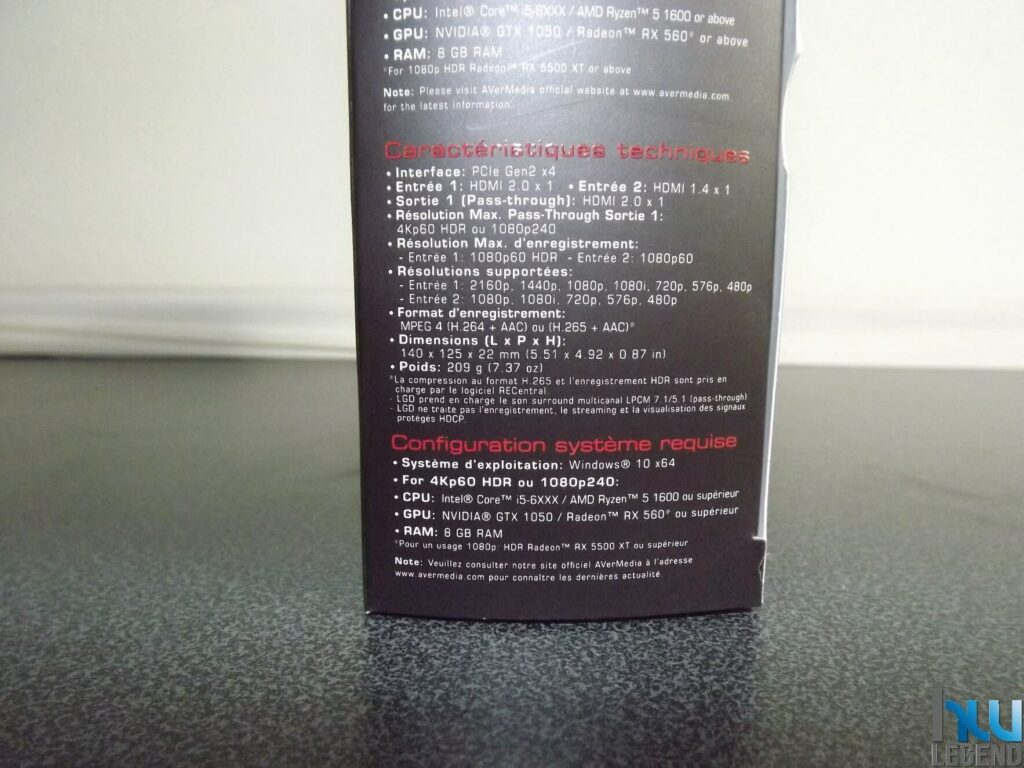 • CPU: Intel® Core™ i5-6XXX / AMD Ryzen™ 5 1600 or above
• GPU: NVIDIA® GTX 1050 / Radeon™ RX 560* or above
• RAM: 8 GB RAM
*For 1080p HDR Radeon™ RX 5500 XT or above
Note: Please visit AVerMedia official website at www.avermedia.com
for the latest information.
Caractéristiques techniques
• Interface: PCIe Gen2 x4
• Entrée 1: HDMI 2.0 x 1 • Entrée 2: HDMI 1.4 x 1
• Sortie 1 (Pass-through): HDMI 2.0 x 1
• Résolution Max. Pass-Through Sortie 1:
4Kp60 HDR ou 1080p240
• Résolution Max. d'enregistrement:
- Entrée 1: 1080p60 HDR - Entrée 2: 1080p60
• Résolutions supportées:
- Entrée 1: 2160p, 1440p, 1080p, 1080i, 720p, 576p, 480p
- Entrée 2: 1080p, 1080i, 720p, 576p, 480p
• Format d'enregistrement:
MPEG 4 (H.264 + AAC) ou (H.265 + AAC)*
• Dimensions (L x P x H):
140 x 125 x 22 mm (5.51 x 4.92 x 0.87 in)
• Poids: 209 g (7.37 oz)
*La compression au format H.265 et l'enregistrement HDR sont pris en
charge par le logiciel RECentral.
· LGD prend en charge le son surround multicanal LPCM 7.1/5.1 (pass-through)
· LGD ne traite pas l'enregistrement, le streaming et la visualisation des signaux
protégés HDCP.
Configuration système requise
• Système d'exploitation: Windows® 10 x64
• For 4Kp60 HDR ou 1080p240:
• CPU: Intel® Core™ i5-6XXX / AMD Ryzen™ 5 1600 ou supérieur
• GPU: NVIDIA® GTX 1050 / Radeon™ RX 560* ou supérieur
• RAM: 8 GB RAM
*Pour un usage 1080p: HDR Radeon™ RX 5500 XT ou supérieur
Note: Veuillez consulter notre site officiel AVerMedia à l'adresse
www.avermedia.com pour connaître les dernières actualité.
LEGEND